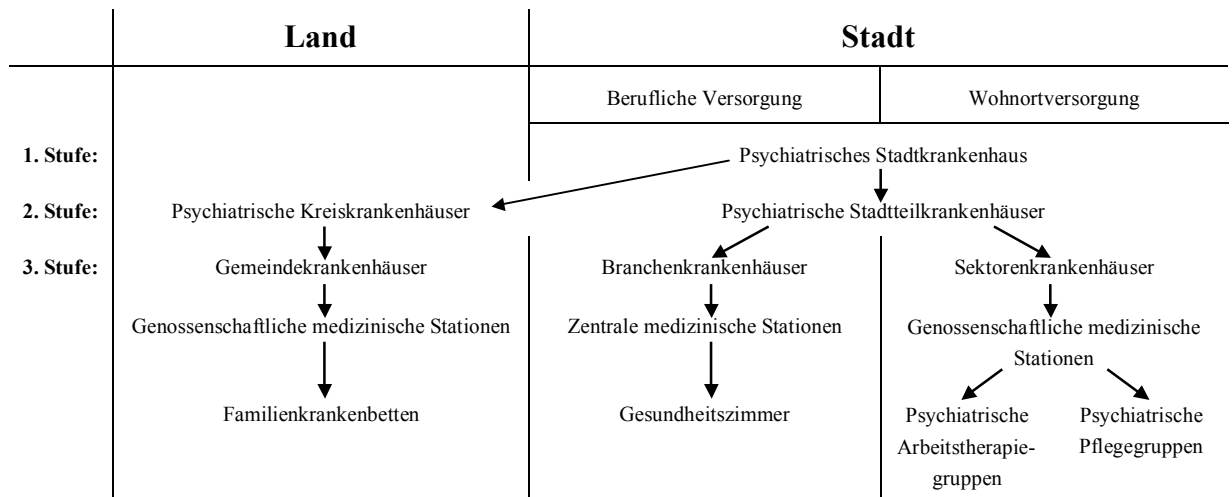 Land
Stadt
Berufliche Versorgung
Wohnortversorgung
1. Stufe:
Psychiatrisches Stadtkrankenhaus
2. Stufe:
Psychiatrische Kreiskrankenhäuser
Psychiatrische Stadtteilkrankenhäuser
3. Stufe:
Gemeindekrankenhäuser
Branchenkrankenhäuser
Sektorenkrankenhäuser
Genossenschaftliche medizinische Stationen
Zentrale medizinische Stationen
Genossenschaftliche medizinische
Stationen
Familienkrankenbetten
Gesundheitszimmer
Psychiatrische
Arbeitstherapie-
gruppen
Psychiatrische
Pflegegruppen